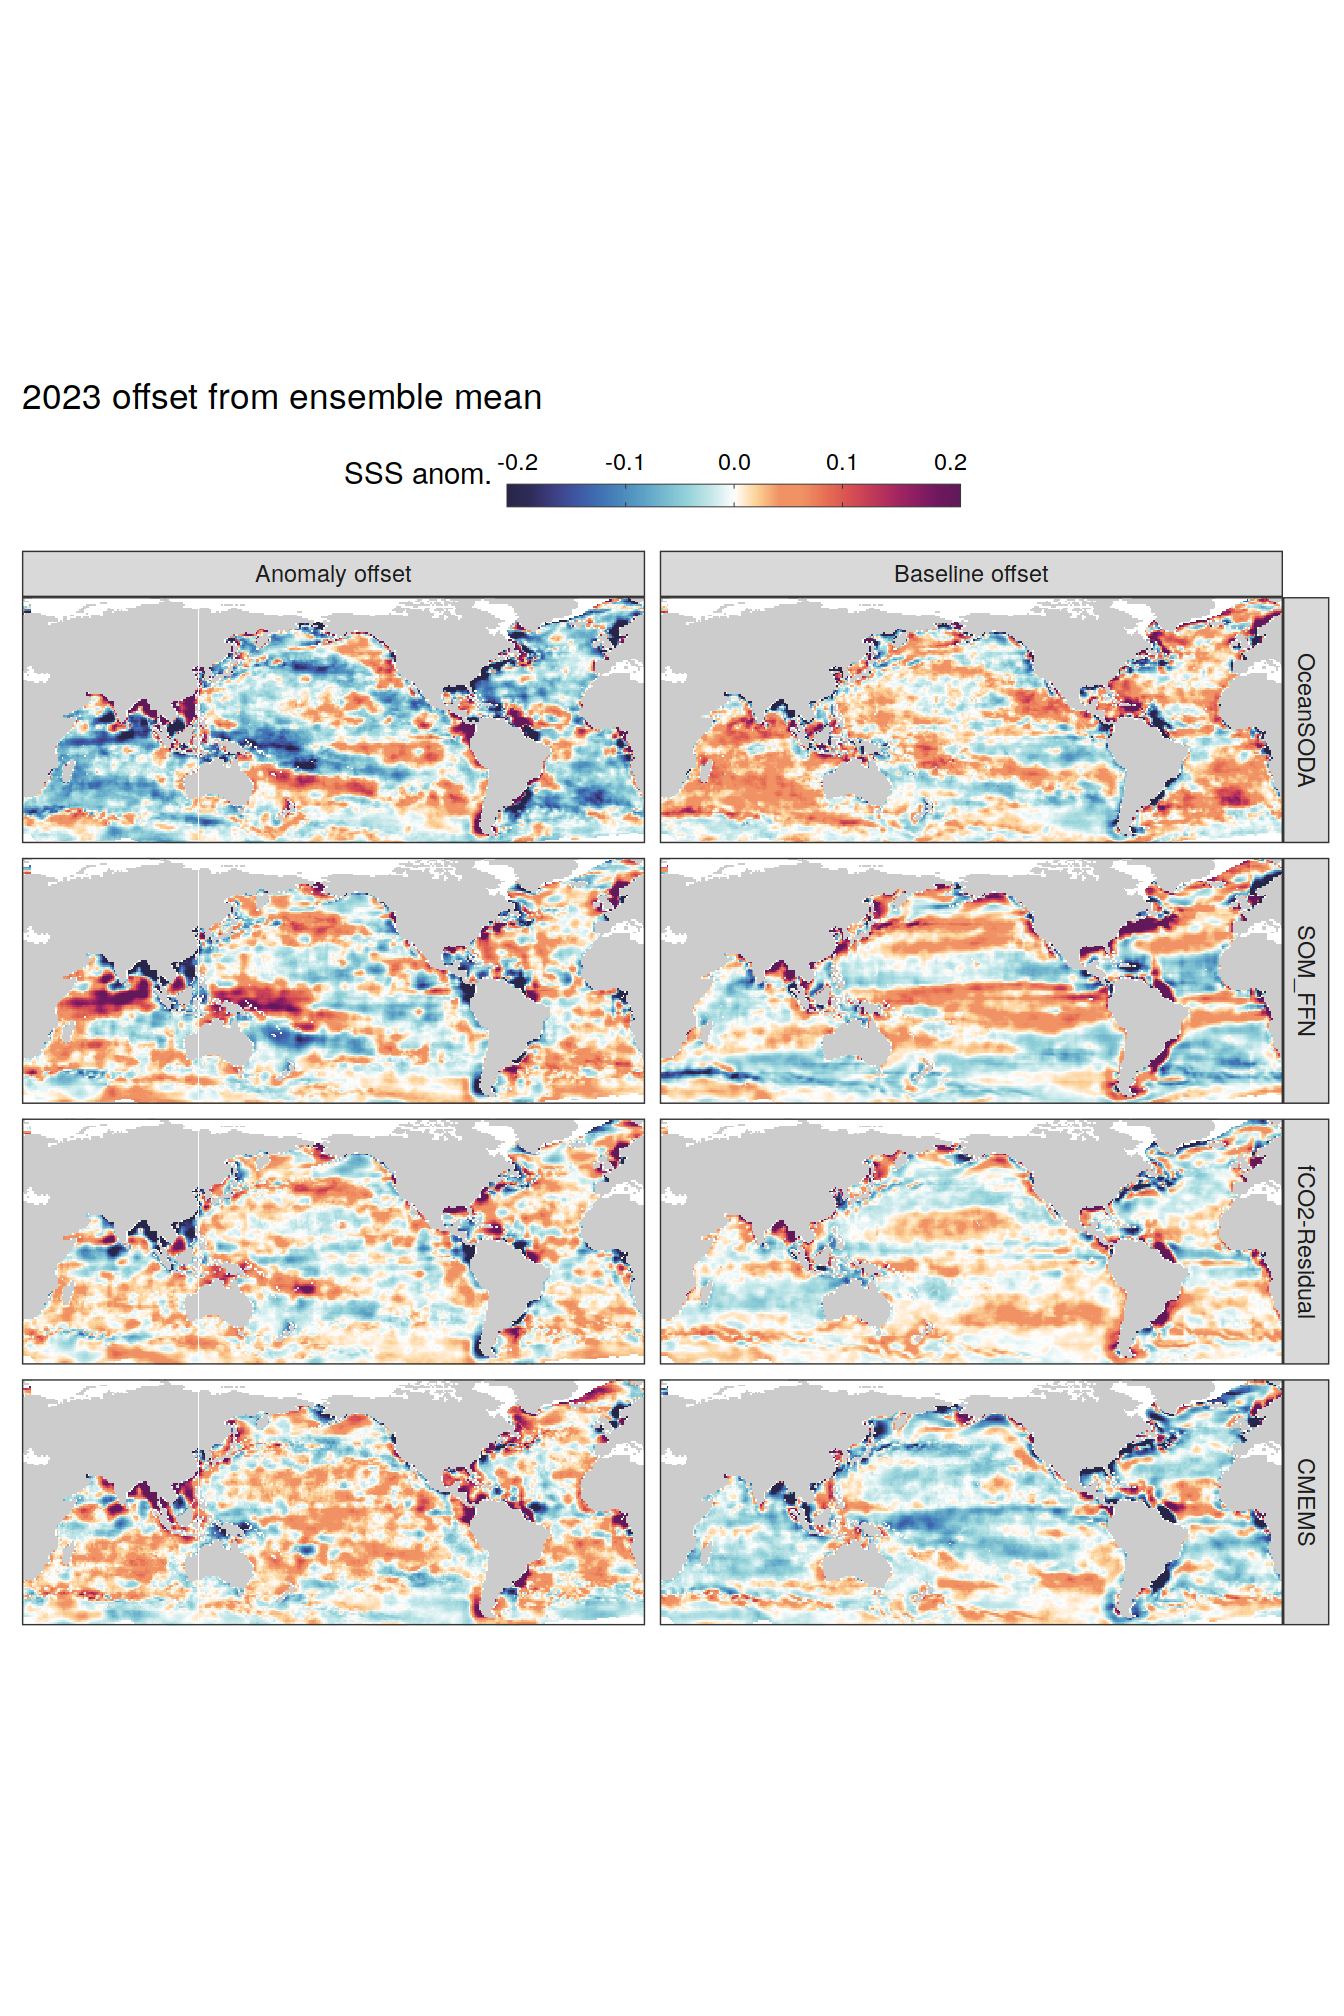 2023 offset from ensemble mean
SSS anom.
-0.2 -0.1 0.0 0.1 0.2
Anomaly offset
Baseline offset
OceanSODA
SOM_FFN
fCO2-Residual
CMEMS